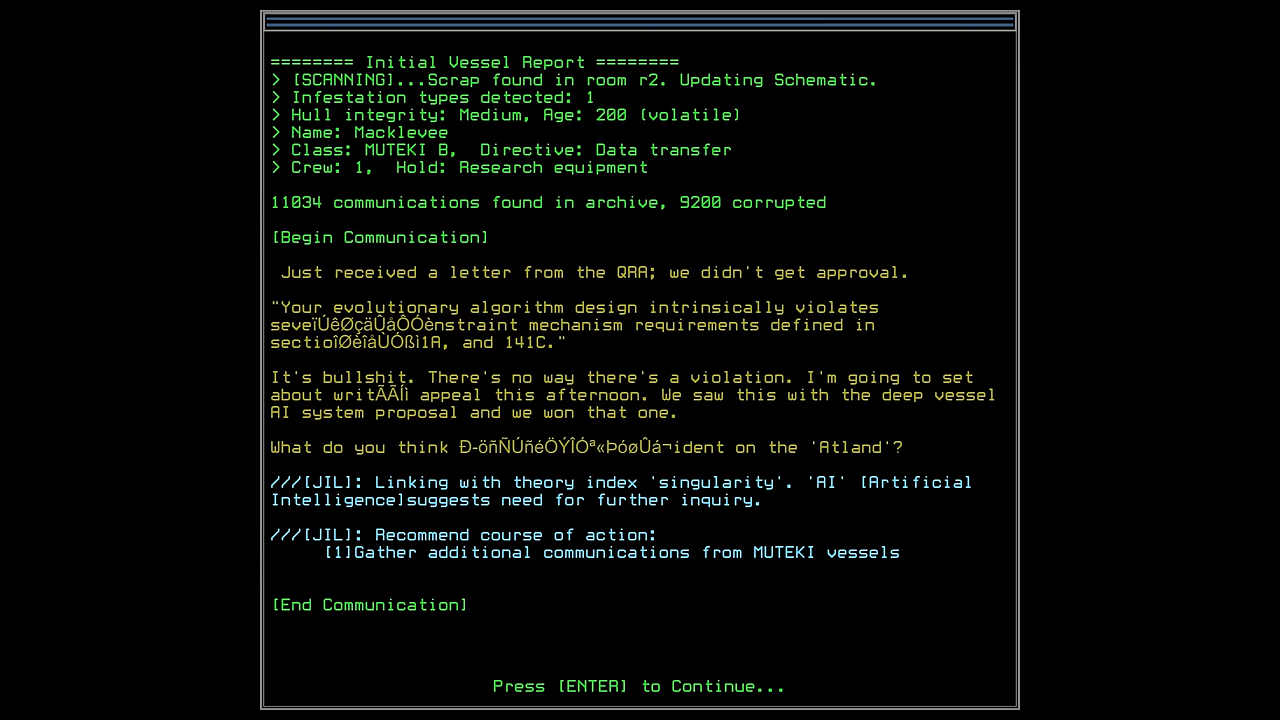 ======== Initial Vessel Report ========
> [SCANNING]...Scrap found in room r2. Updating Schematic.
> Infestation types detected: 1
> Hull integrity: Medium, Age: 200 (volatile)
> Name: Macklevee
> Class: MUTEKI B,  Directive: Data transfer
> Crew: 1,  Hold: Research equipment
11034 communications found in archive, 9200 corrupted
[Begin Communication]
Just received a letter from the QRA; we didn't get approval.
"Your evolutionary algorithm design intrinsically violates
seveïÚêØçäÛåÔÓènstraint mechanism requirements defined in
sectioîØèîåÙÓßì1A, and 141C."
It's bullshit. There's no way there's a violation. I'm going to set
about writÃÃÍì appeal this afternoon. We saw this with the deep vessel
AI system proposal and we won that one.
What do you think Ð-öñÑÚñéÖÝÎÓª«ÞóøÛá¬ident on the 'Atland'?
///[JIL]: Linking with theory index 'singularity'. 'AI' [Artificial
Intelligence]suggests need for further inquiry.
///[JIL]: Recommend course of action:
[1]Gather additional communications from MUTEKI vessels
[End Communication]
Press [ENTER] to Continue...